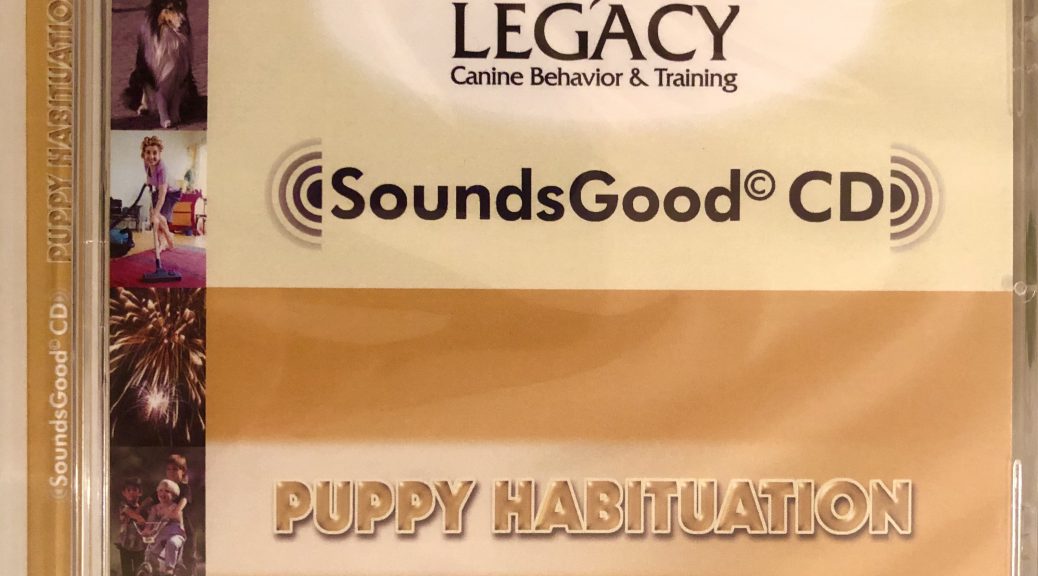 LEGACY
Canine Behavior & Training
SoundsGood© CD
PUPPY HABITUATION
SoundsGood© CD PUPPY HABITUATION